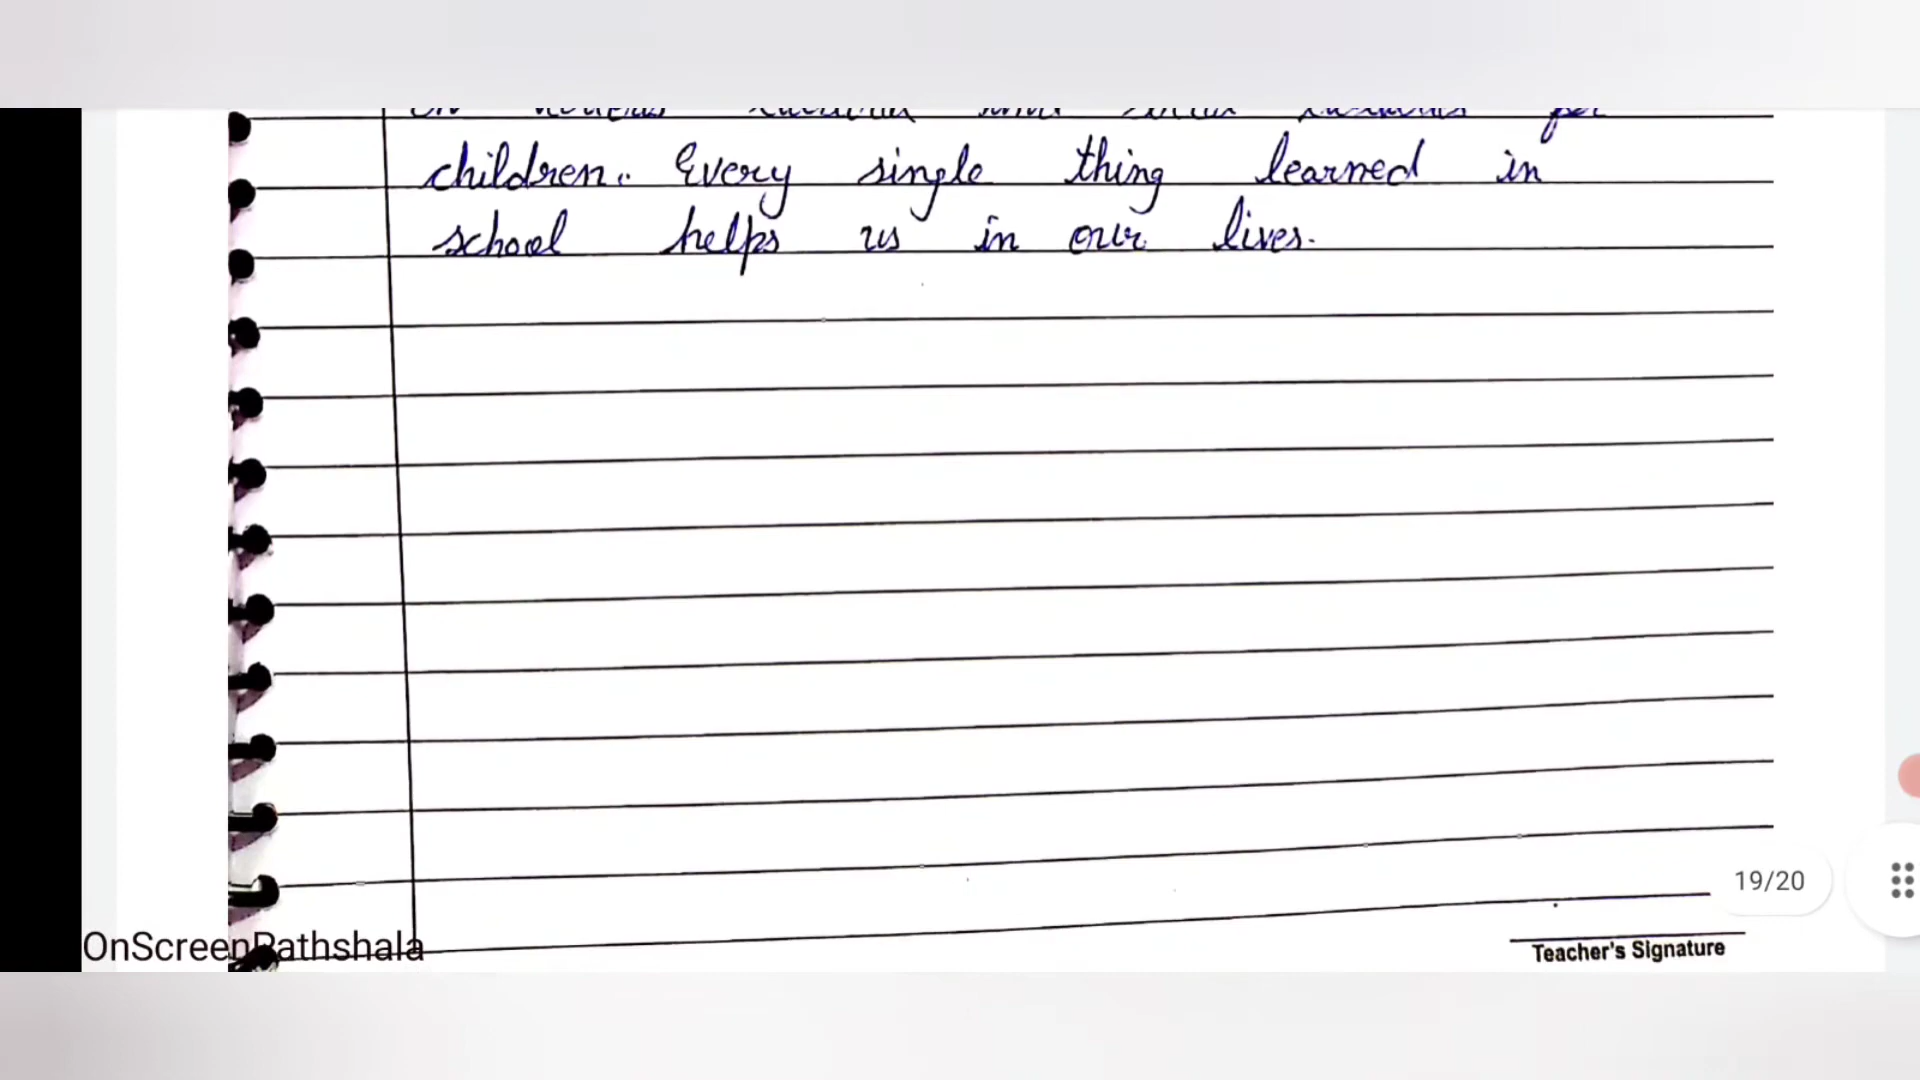 children. Every single thing learned in
school helps us in our lives.
19/20
OnScreenPathshala
Teacher's Signature